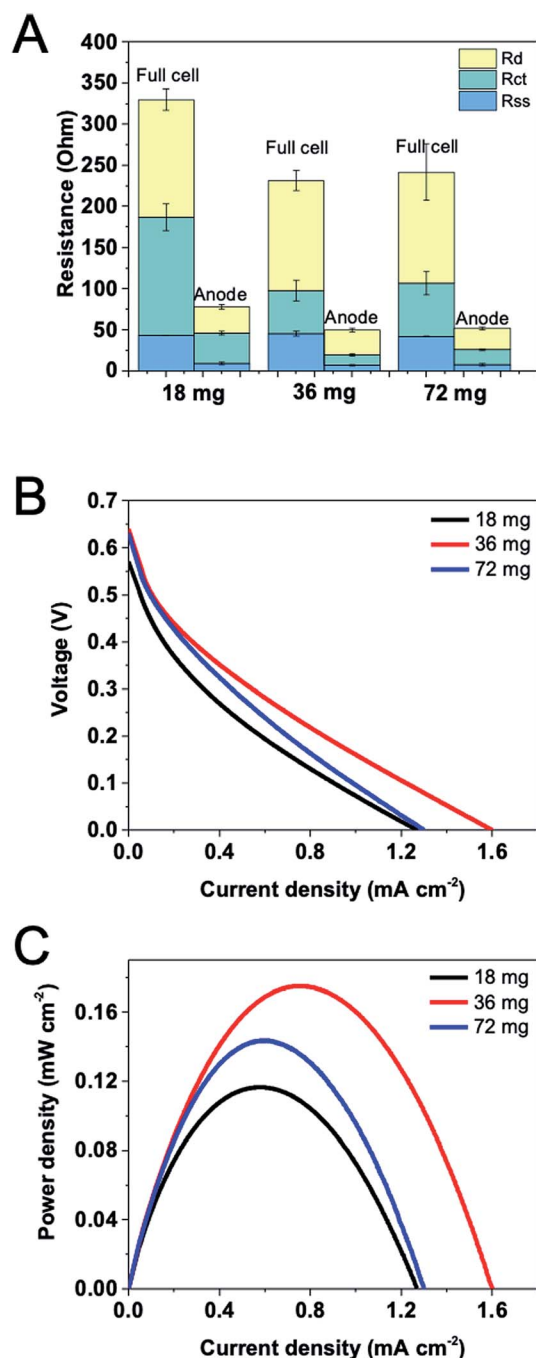 A
Resistance (Ohm)
400
350
300
250
200
150
100
50
0
Full cell
Anode
Full cell
Anode
Full cell
Anode
Rd
Rct
Rss
18 mg
36 mg
72 mg
B
Voltage (V)
0.7
0.6
0.5
0.4
0.3
0.2
0.1
0.0
18 mg
36 mg
72 mg
0.0 0.4 0.8 1.2 1.6
Current density (mA cm⁻²)
C
Power density (mW cm⁻²)
0.16
0.12
0.08
0.04
0.00
18 mg
36 mg
72 mg
0.0 0.4 0.8 1.2 1.6
Current density (mA cm⁻²)